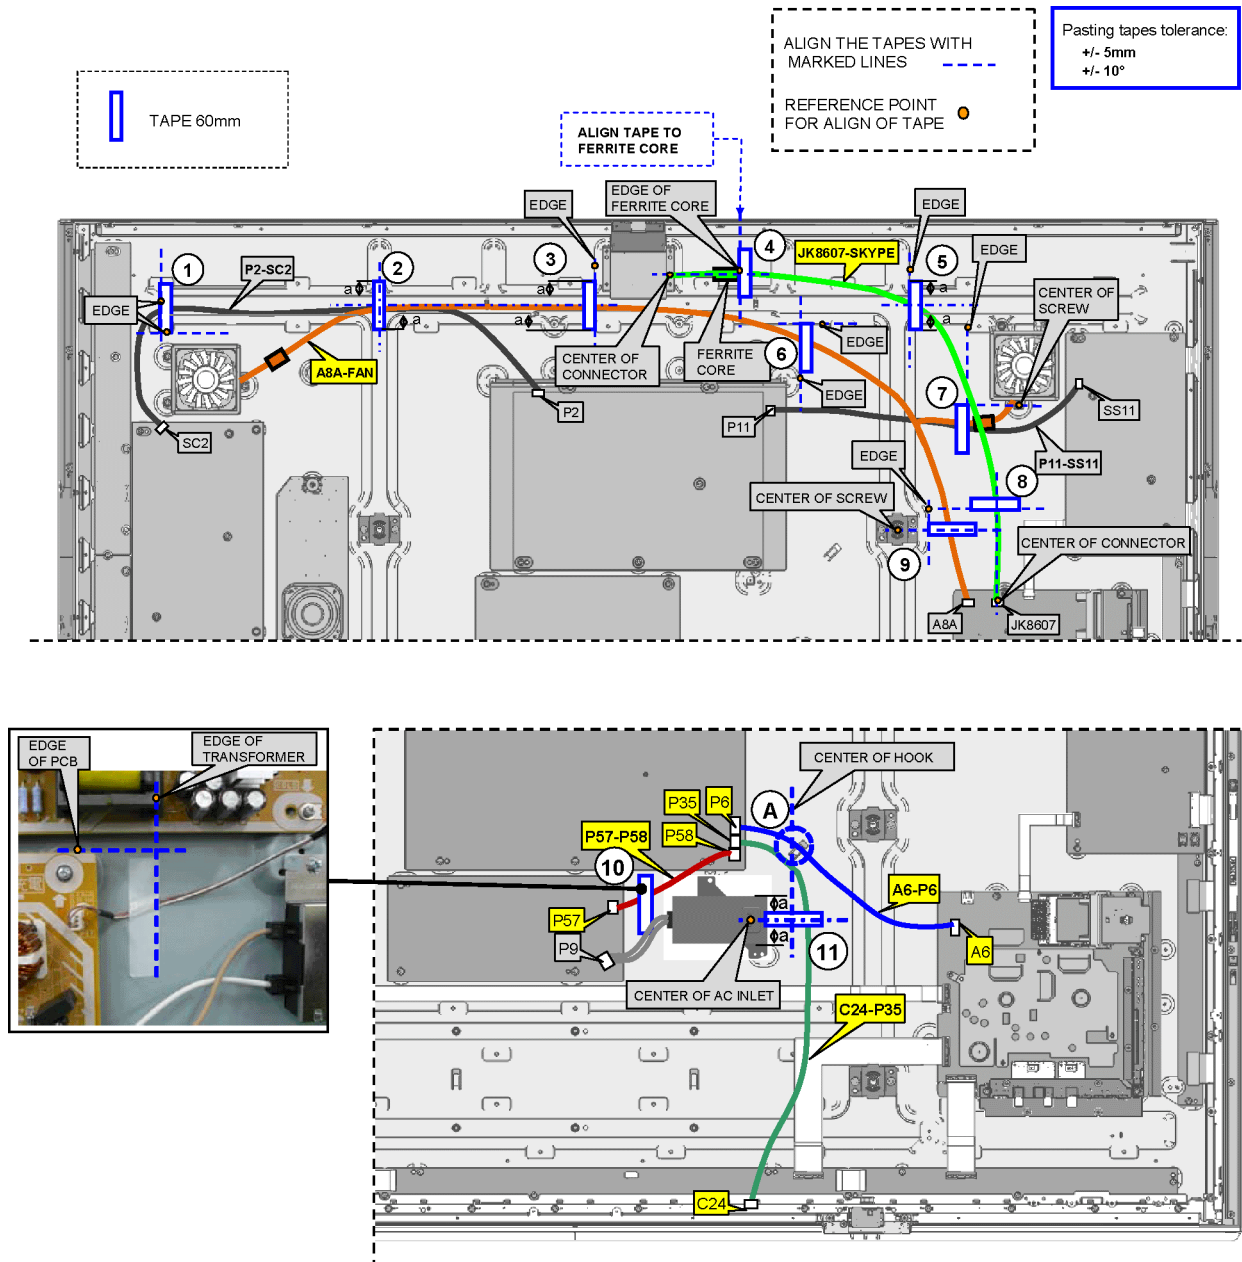 ALIGN THE TAPES WITH
MARKED LINES
REFERENCE POINT
FOR ALIGN OF TAPE
Pasting tapes tolerance:
+/- 5mm
+/- 10°
TAPE 60mm
ALIGN TAPE TO
FERRITE CORE
EDGE
EDGE OF
FERRITE CORE
4
JK8607-SKYPE
EDGE
5
EDGE
1
P2-SC2
2
3
a
a
EDGE
a
a
a
a
CENTER OF
SCREW
A8A-FAN
CENTER OF
CONNECTOR
FERRITE
CORE
6
EDGE
EDGE
7
P2
P11
SS11
SC2
P11-SS11
EDGE
8
CENTER OF SCREW
9
CENTER OF CONNECTOR
A8A
JK8607
EDGE
OF PCB
EDGE OF
TRANSFORMER
CENTER OF HOOK
P35
P6
A
P58
P57-P58
10
A6-P6
P57
a
a
P9
11
A6
CENTER OF AC INLET
C24-P35
C24